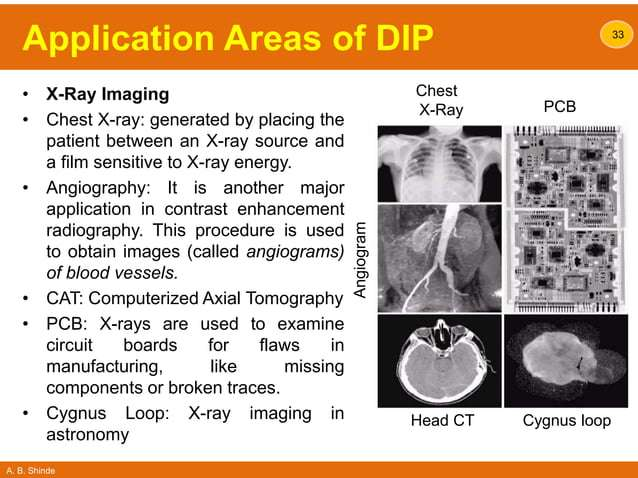 Application Areas of DIP
33
• X-Ray Imaging
• Chest X-ray: generated by placing the
patient between an X-ray source and
a film sensitive to X-ray energy.
• Angiography: It is another major
application in contrast enhancement
radiography. This procedure is used
to obtain images (called angiograms)
of blood vessels.
• CAT: Computerized Axial Tomography
• PCB: X-rays are used to examine
circuit boards for flaws in
manufacturing, like missing
components or broken traces.
• Cygnus Loop: X-ray imaging in
astronomy
Chest
X-Ray
PCB
Angiogram
Head CT
Cygnus loop
A. B. Shinde